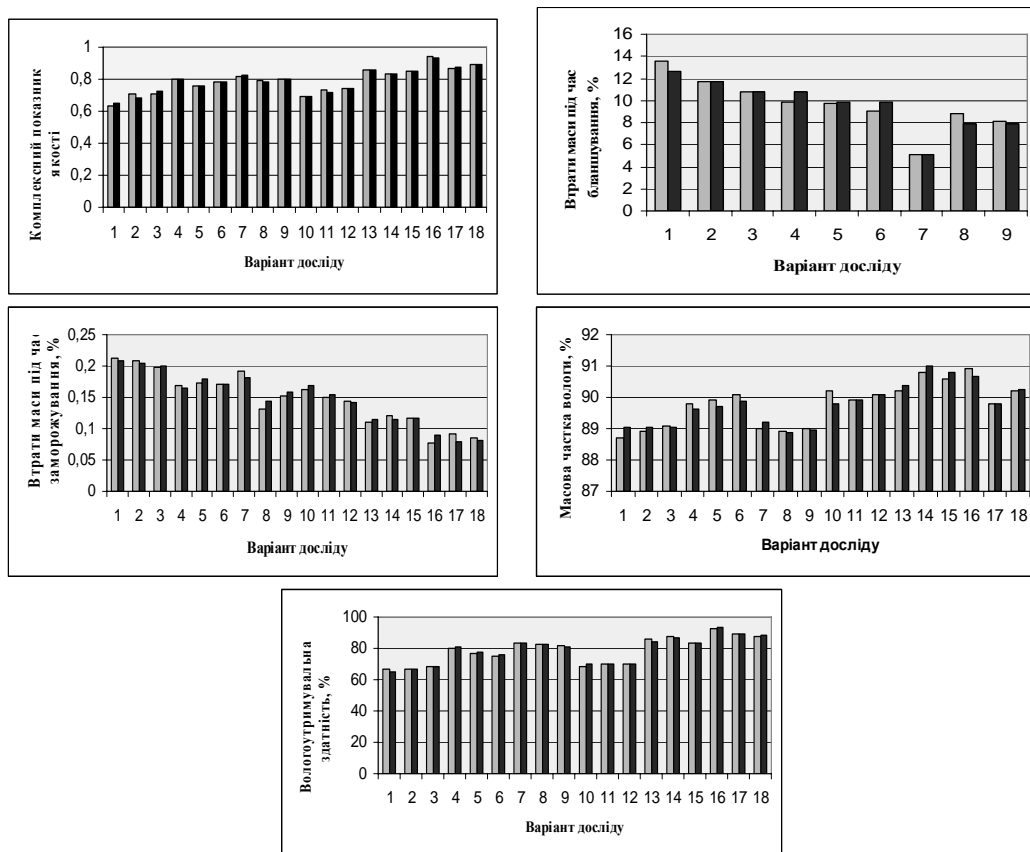 Комплексний показник
якості
1
0,8
0,6
0,4
0,2
0
1 2 3 4 5 6 7 8 9 10 11 12 13 14 15 16 17 18
Варіант досліду
Втрати маси під час
бланшування, %
16
14
12
10
8
6
4
2
0
1 2 3 4 5 6 7 8 9
Варіант досліду
Втрати маси під ча
заморожування, %
0,25
0,2
0,15
0,1
0,05
0
1 2 3 4 5 6 7 8 9 10 11 12 13 14 15 16 17 18
Варіант досліду
Масова частка вологи, %
92
91
90
89
88
87
1 2 3 4 5 6 7 8 9 10 11 12 13 14 15 16 17 18
Варіант досліду
Вологоутримувальна
здатність, %
100
80
60
40
20
0
1 2 3 4 5 6 7 8 9 10 11 12 13 14 15 16 17 18
Варіант досліду